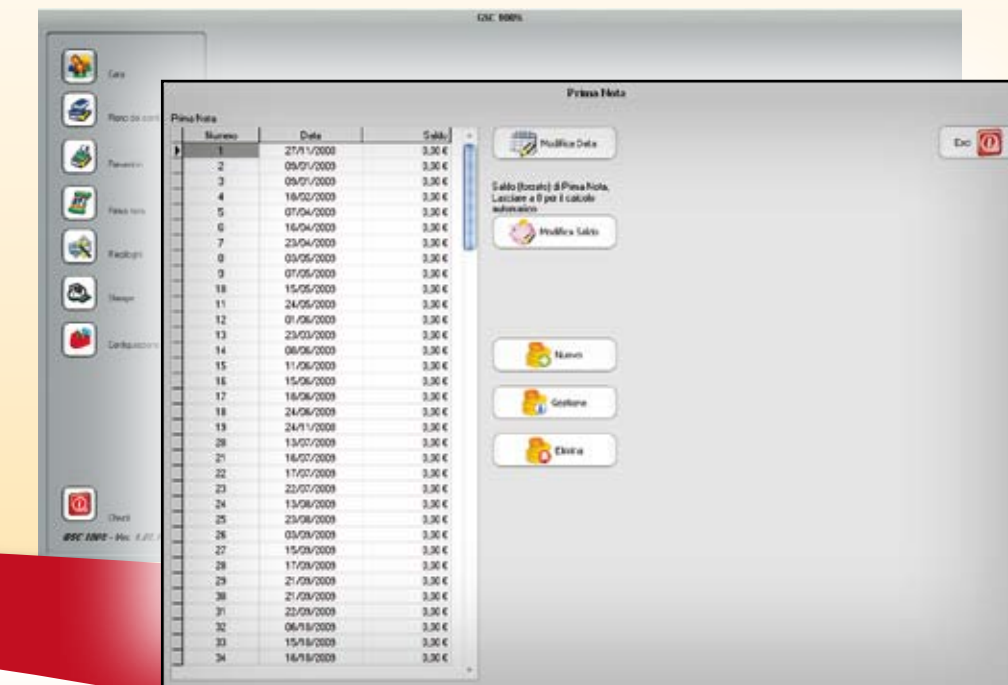 GSC 100%
Prima Nota
Esci
Prima Nota
Numero Data Saldo
1 27/11/2008 0,00 €
2 09/01/2009 0,00 €
3 09/01/2009 0,00 €
4 18/02/2009 0,00 €
5 07/04/2009 0,00 €
6 16/04/2009 0,00 €
7 23/04/2009 0,00 €
8 03/05/2009 0,00 €
9 07/05/2009 0,00 €
10 15/05/2009 0,00 €
11 24/05/2009 0,00 €
12 01/06/2009 0,00 €
13 23/03/2009 0,00 €
14 08/06/2009 0,00 €
15 11/06/2009 0,00 €
16 15/06/2009 0,00 €
17 18/06/2009 0,00 €
18 24/06/2009 0,00 €
19 24/11/2008 0,00 €
20 13/07/2009 0,00 €
21 16/07/2009 0,00 €
22 17/07/2009 0,00 €
23 22/07/2009 0,00 €
24 13/08/2009 0,00 €
25 23/08/2009 0,00 €
26 03/09/2009 0,00 €
27 15/09/2009 0,00 €
28 17/09/2009 0,00 €
29 21/09/2009 0,00 €
30 21/09/2009 0,00 €
31 22/09/2009 0,00 €
32 06/10/2009 0,00 €
33 15/10/2009 0,00 €
34 16/10/2009 0,00 €
Modifica Data
Saldo (forzato) di Prima Nota,
Lasciare a 0 per il calcolo
automatico
Modifica Saldo
Nuovo
Gestione
Elimina
Piano dei cont
Preventivi
Prima nota
Riepiloghi
Stampe
Configurazione
Chiudi
GSC 100% - Ver.